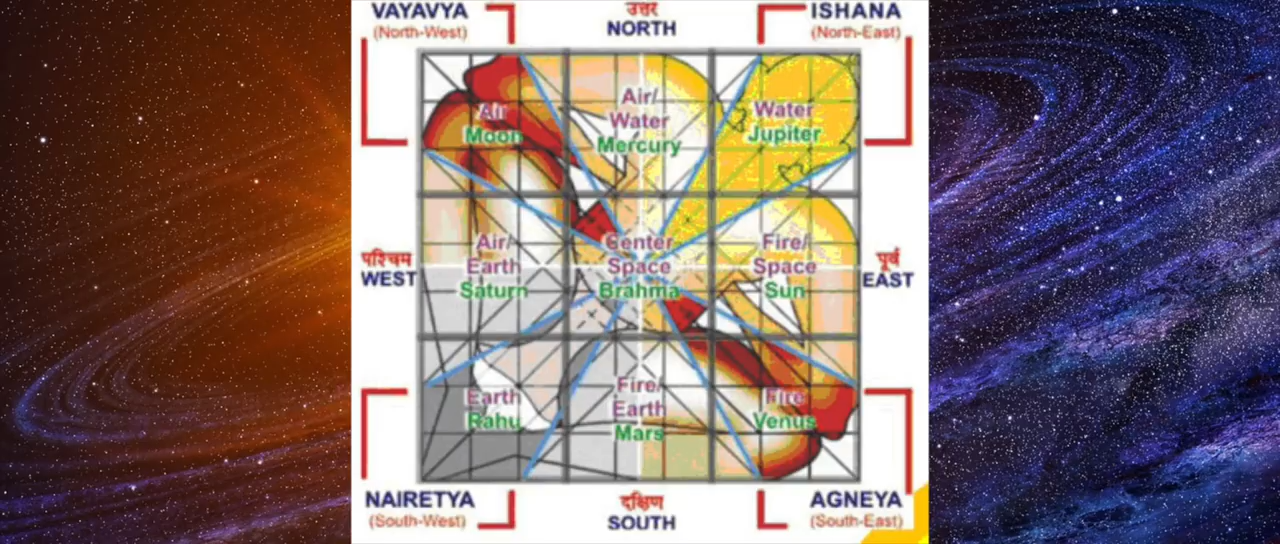 VAYAVYA
(North-West)
उत्तर
NORTH
ISHANA
(North-East)
Air
Moon
Air/
Water
Mercury
Water
Jupiter
पश्चिम
WEST
Air/
Earth
Saturn
Center
Space
Brahma
Fire/
Space
Sun
पूर्व
EAST
Earth
Rahu
Fire/
Earth
Mars
Fire
Venus
NAIRETYA
(South-West)
दक्षिण
SOUTH
AGNEYA
(South-East)